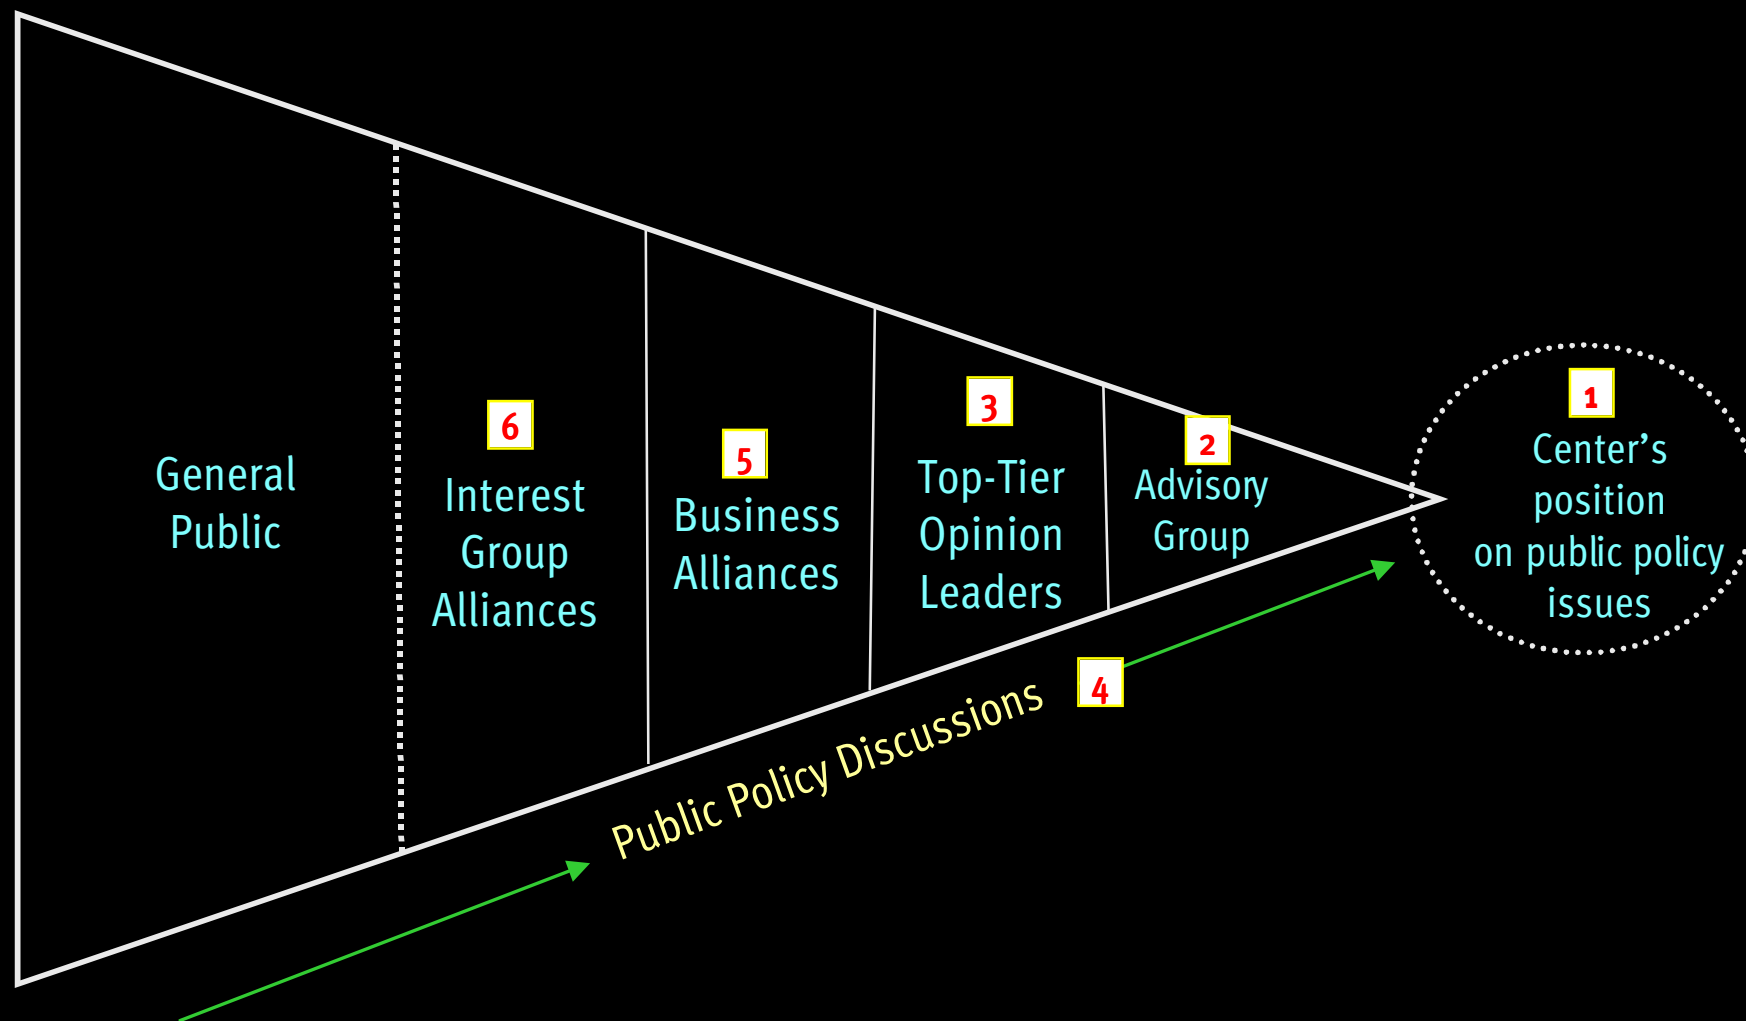 General
Public
6
Interest
Group
Alliances
5
Business
Alliances
3
Top-Tier
Opinion
Leaders
2
Advisory
Group
1
Center’s
position
on public policy
issues
4
Public Policy Discussions